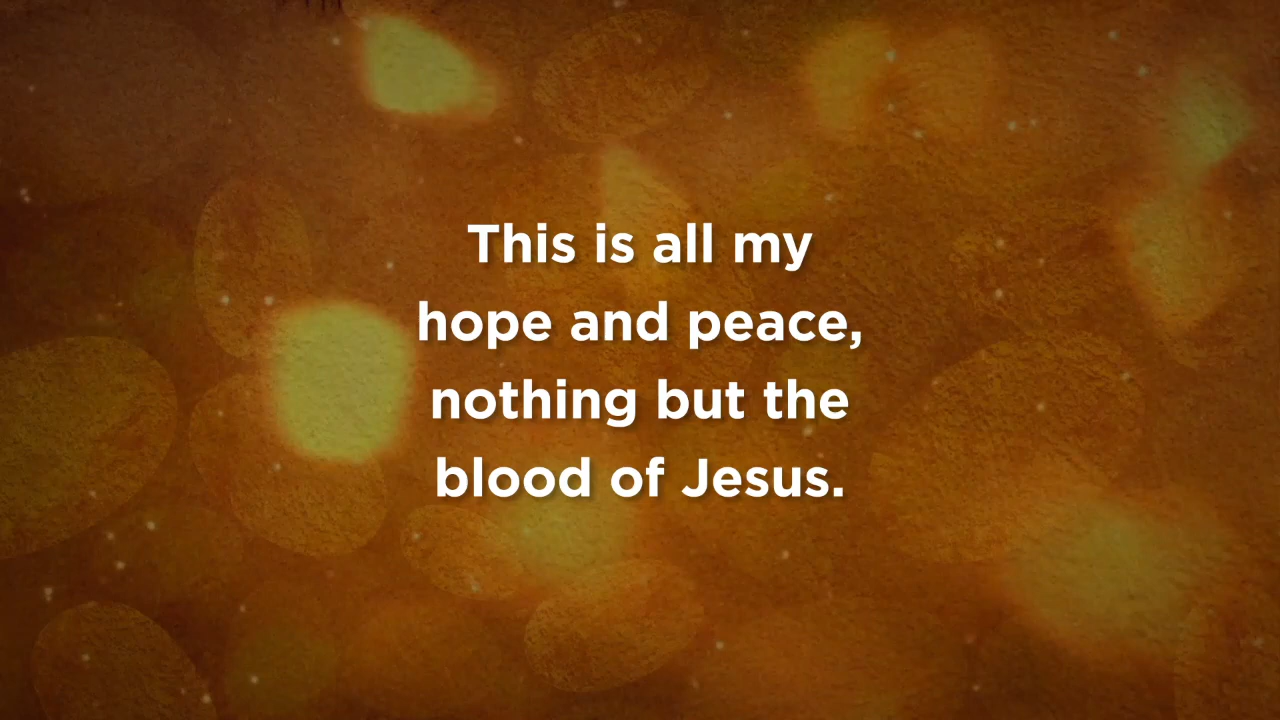 This is all my
hope and peace,
nothing but the
blood of Jesus.